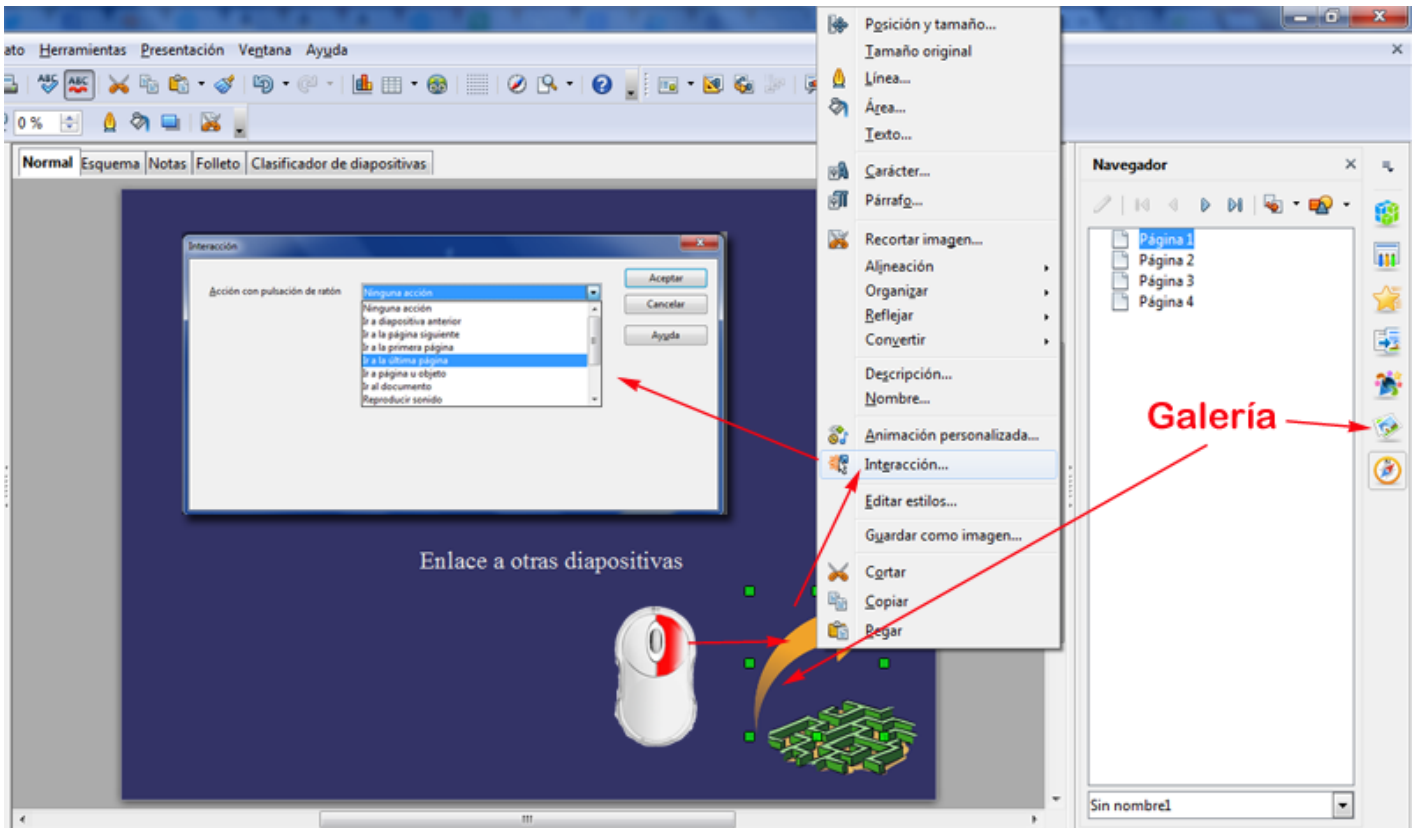 ato Herramientas Presentación Ventana Ayuda
0 %
Normal Esquema Notas Folleto Clasificador de diapositivas
Interacción
Acción con pulsación de ratón
Ninguna acción
Ninguna acción
Ir a diapositiva anterior
Ir a la página siguiente
Ir a la primera página
Ir a la última página
Ir a página u objeto
Ir al documento
Reproducir sonido
Aceptar
Cancelar
Ayuda
Enlace a otras diapositivas
Posición y tamaño...
Tamaño original
Línea...
Área...
Texto...
Carácter...
Párrafo...
Recortar imagen...
Alineación
Organizar
Reflejar
Convertir
Descripción...
Nombre...
Animación personalizada...
Interacción...
Editar estilos...
Guardar como imagen...
Cortar
Copiar
Pegar
Navegador
Página 1
Página 2
Página 3
Página 4
Galería
Sin nombre1